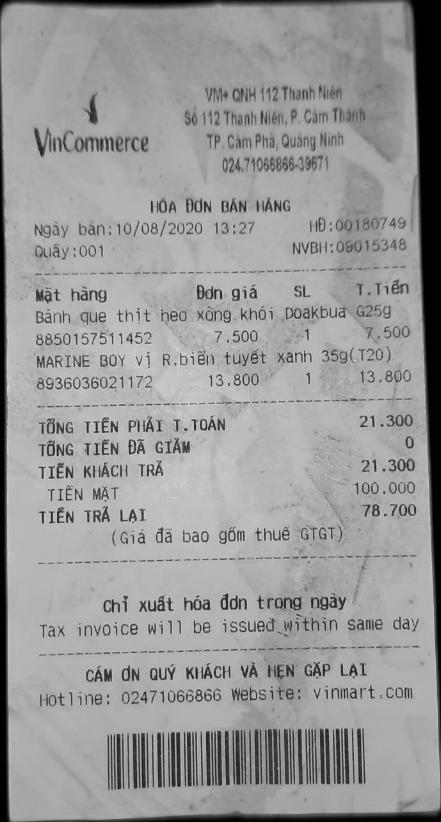 VinCommerce
VM+ QNH 112 Thanh Niên
Số 112 Thanh Niên, P. Cẩm Thành
TP. Cẩm Phả, Quảng Ninh
024.71066866-39671
HÓA ĐƠN BÁN HÀNG
Ngày bán:10/08/2020 13:27 HĐ:00180749
Quầy:001 NVBH:09015348
Mặt hàng Đơn giá SL T.Tiền
Bánh que thịt heo xông khói Doakbua G25g
8850157511452 7.500 1 7.500
MARINE BOY vị R.biển tuyết xanh 35g(T20)
8936036021172 13.800 1 13.800
TỔNG TIỀN PHẢI T.TOÁN 21.300
TỔNG TIỀN ĐÃ GIẢM 0
TIỀN KHÁCH TRẢ 21.300
TIỀN MẶT 100.000
TIỀN TRẢ LẠI 78.700
(Giá đã bao gồm thuế GTGT)
Chỉ xuất hóa đơn trong ngày
Tax invoice will be issued within same day
CẢM ƠN QUÝ KHÁCH VÀ HẸN GẶP LẠI
Hotline: 02471066866 Website: vinmart.com